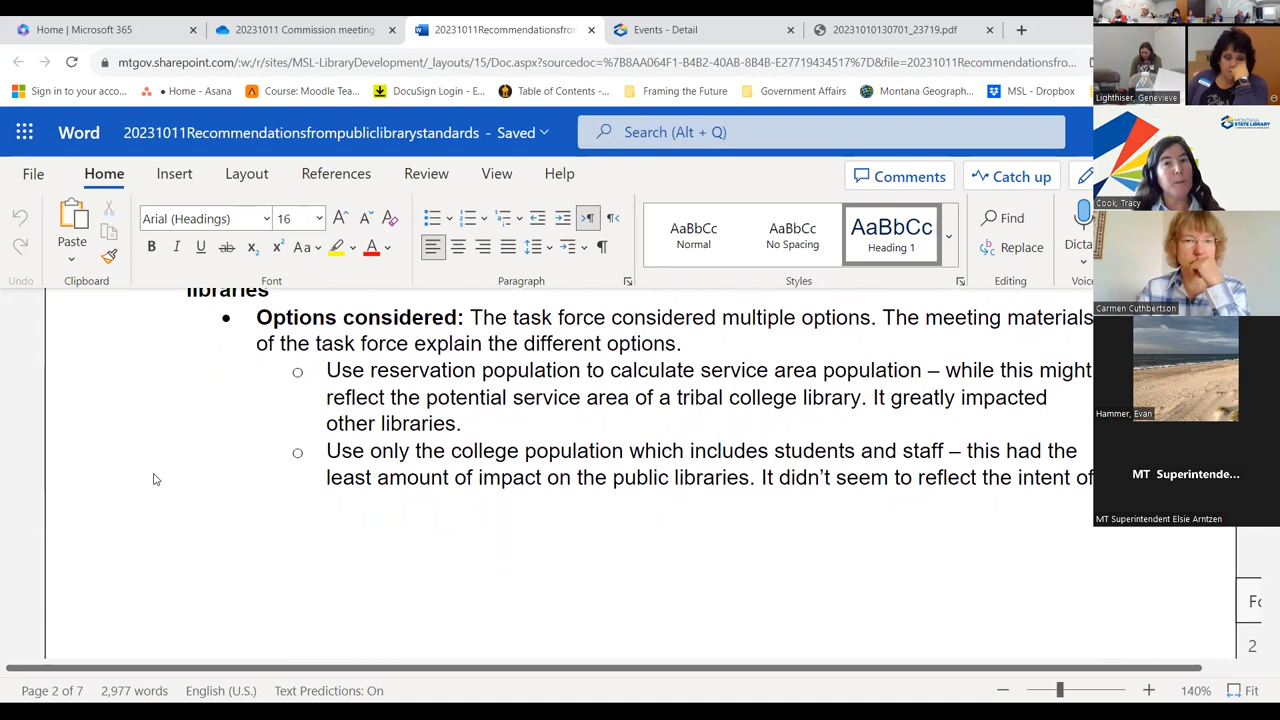 Home | Microsoft 365
20231011 Commission meeting
20231011Recommendationsfrom
Events - Detail
20231010130701_23719.pdf
mtgov.sharepoint.com/:w:/r/sites/MSL-LibraryDevelopment/_layouts/15/Doc.aspx?sourcedoc=%7B8AA064F1-B4B2-40AB-8B4B-E27719434517%7D&file=20231011Recommendationsfro...
Sign in to your acco...
• Home - Asana
Course: Moodle Tea...
DocuSign Login - E...
Table of Contents -...
Framing the Future
Government Affairs
Montana Geograph...
MSL - Dropbox
Word
20231011Recommendationsfrompubliclibrarystandards - Saved
Search (Alt + Q)
File
Home
Insert
Layout
References
Review
View
Help
Comments
Catch up
Arial (Headings)
16
Paste
AaBbCc
Normal
AaBbCc
No Spacing
AaBbCc
Heading 1
Find
Replace
Dicta
Undo
Clipboard
Font
Paragraph
Styles
Editing
Voi
libraries
• Options considered: The task force considered multiple options. The meeting materials
of the task force explain the different options.
○ Use reservation population to calculate service area population – while this might
reflect the potential service area of a tribal college library. It greatly impacted
other libraries.
○ Use only the college population which includes students and staff – this had the
least amount of impact on the public libraries. It didn't seem to reflect the intent of
Fo
2
Page 2 of 7
2,977 words
English (U.S.)
Text Predictions: On
140%
Fit
Lighthiser, Genevieve
MONTANA
STATE LIBRARY
Cook, Tracy
Carmen Cuthbertson
Hammer, Evan
MT Superintende...
MT Superintendent Elsie Arntzen